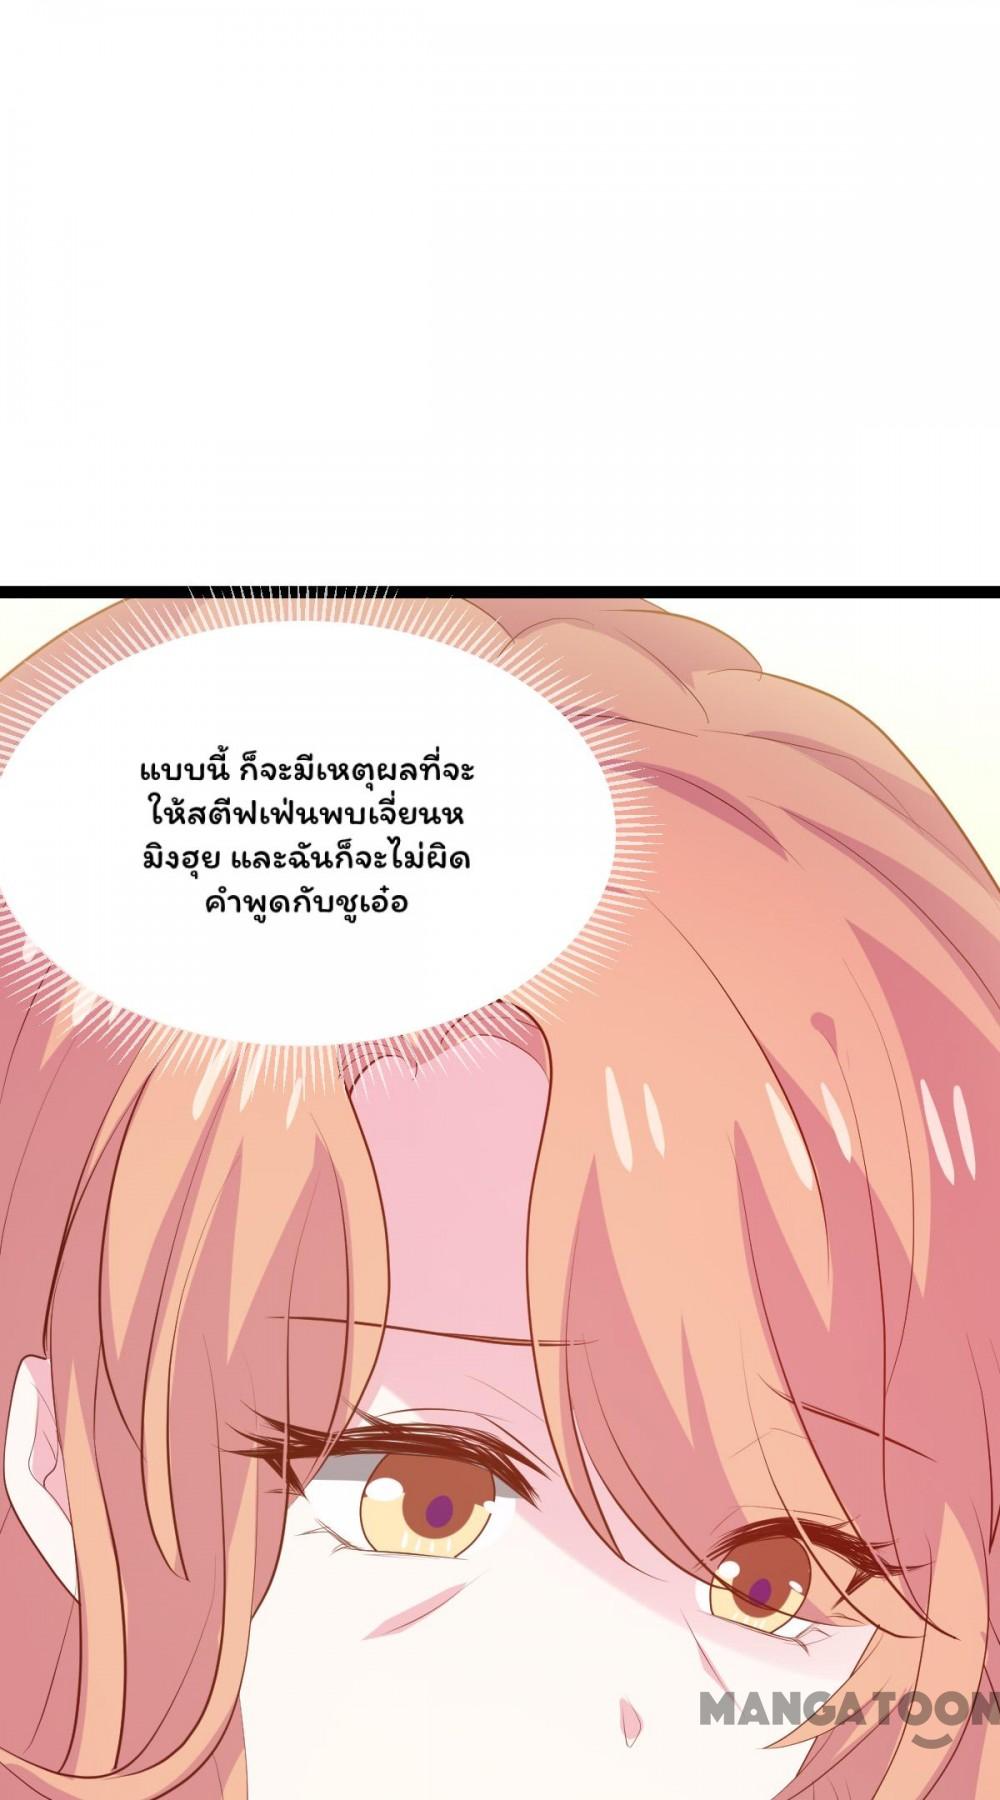 แบบนี้ ก็จะมีเหตุผลที่จะ
ให้สตีฟเฟ่นพบเจี่ยนห
มิงฮุย และฉันก็จะไม่ผิด
คำพูดกับชูเอ๋อ
MANGATOON